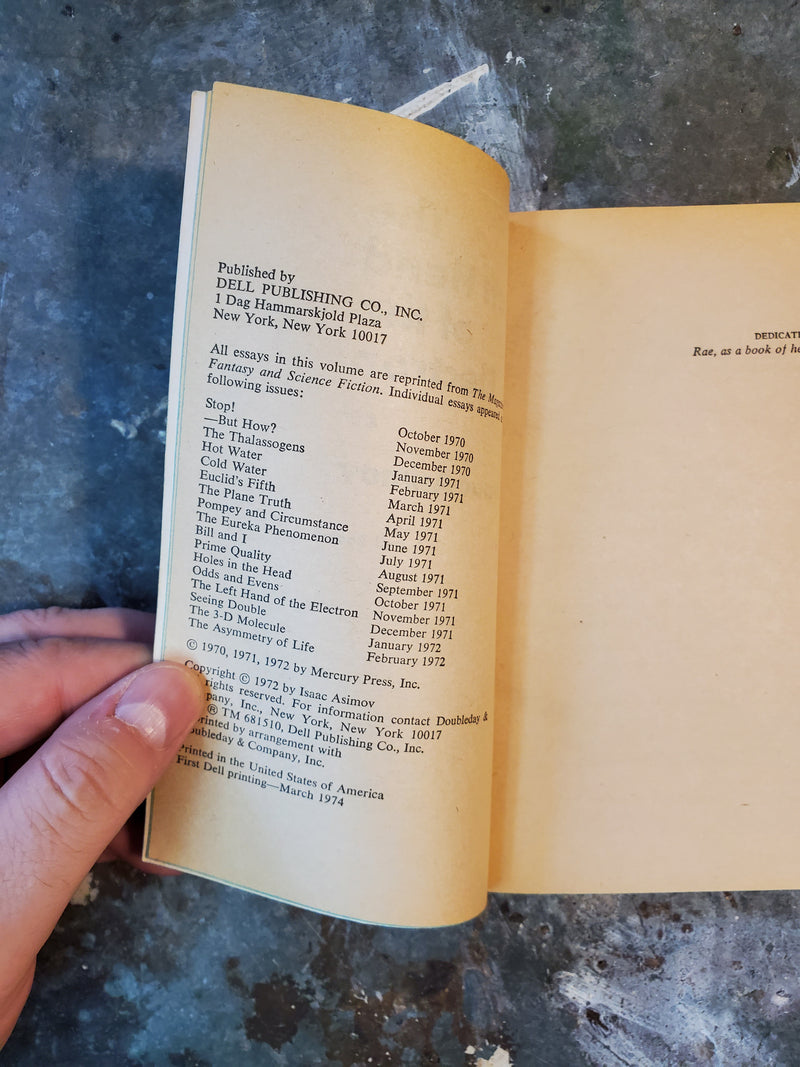 Published by
DELL PUBLISHING CO., INC.
1 Dag Hammarskjold Plaza
New York, New York 10017
All essays in this volume are reprinted from The
Fantasy and Science Fiction. Individual essays appeared
following issues:
Stop! October 1970
—But How? November 1970
The Thalassogens December 1970
Hot Water January 1971
Cold Water February 1971
Euclid's Fifth March 1971
The Plane Truth April 1971
Pompey and Circumstance May 1971
The Eureka Phenomenon June 1971
Bill and I July 1971
Prime Quality August 1971
Holes in the Head September 1971
Odds and Evens October 1971
The Left Hand of the Electron November 1971
Seeing Double December 1971
The 3-D Molecule January 1972
The Asymmetry of Life February 1972
© 1970, 1971, 1972 by Mercury Press, Inc.
Copyright © 1972 by Isaac Asimov
rights reserved. For information contact Doubleday &
Inc., New York, New York 10017
® TM 681510, Dell Publishing Co., Inc.
by arrangement with
& Company, Inc.
Printed in the United States of America
First Dell printing—March 1974
Rae, as a book of